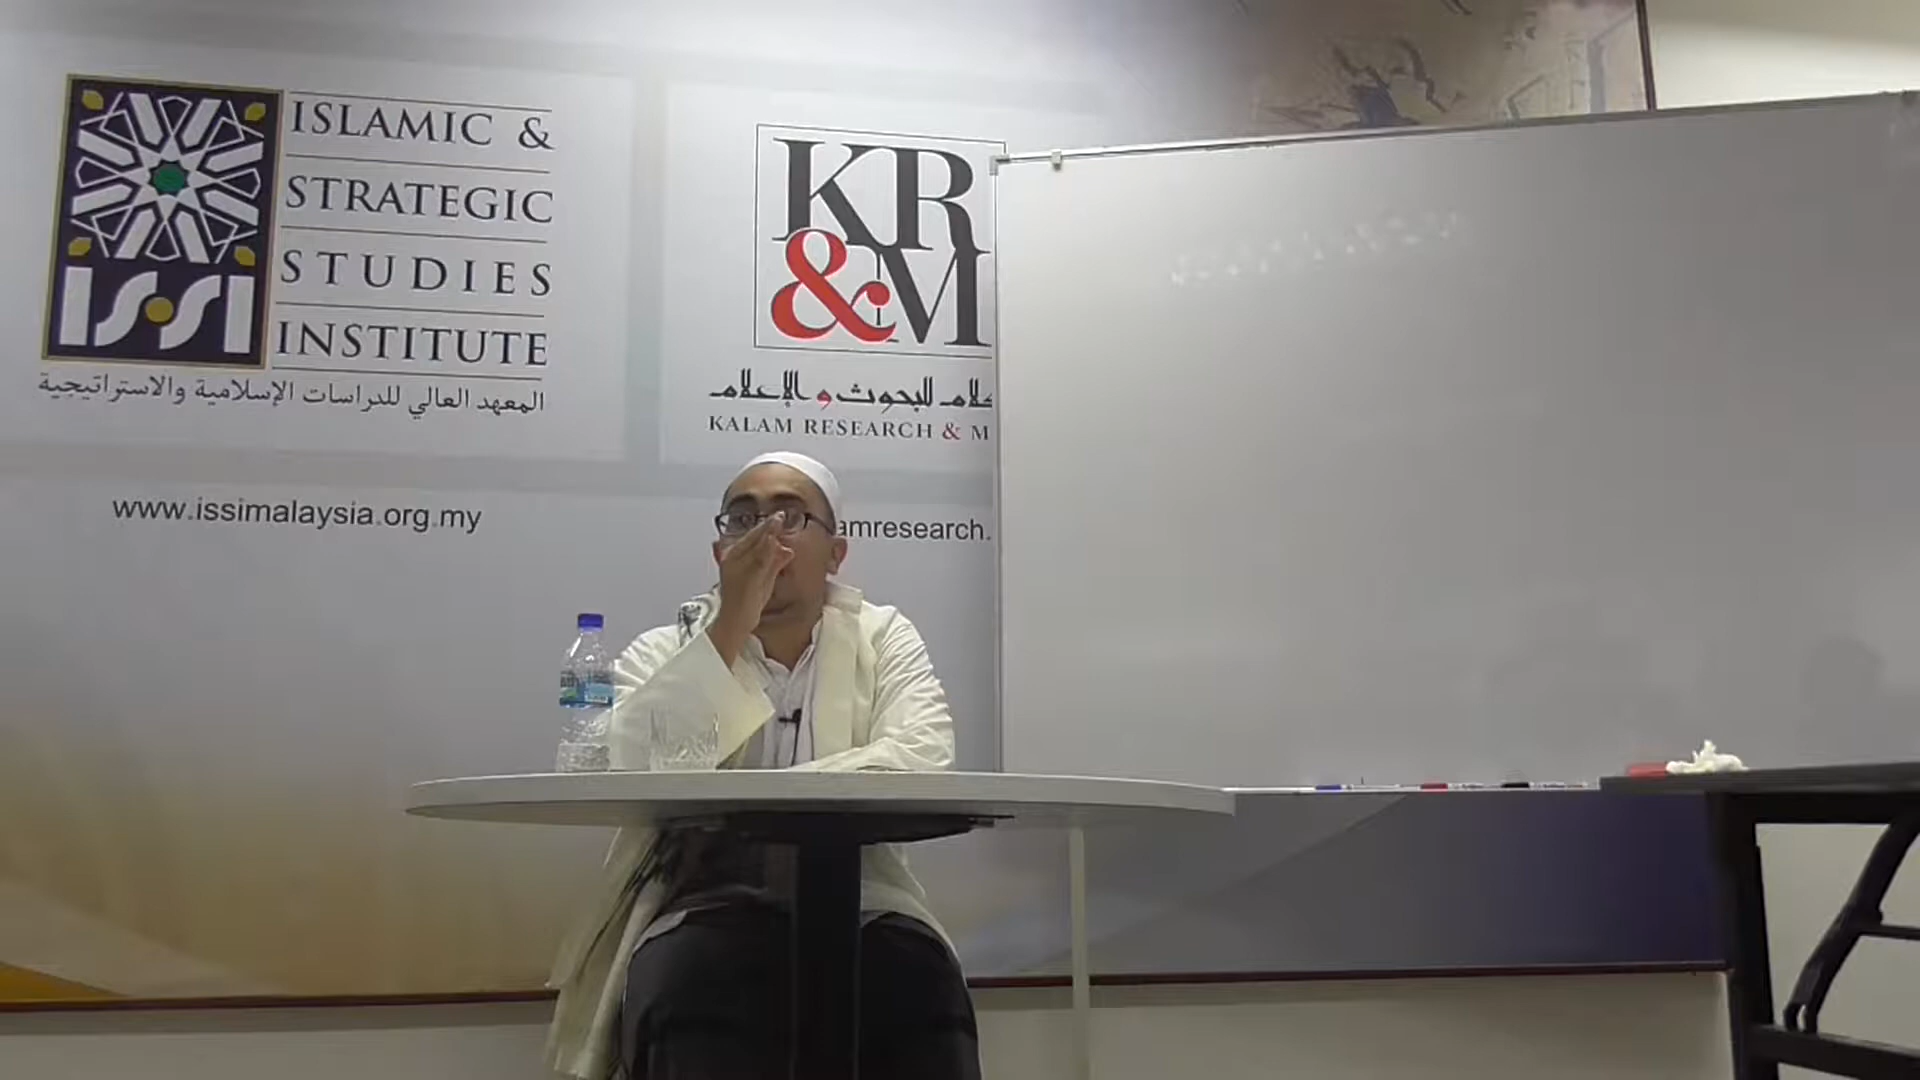 ISLAMIC &
STRATEGIC
STUDIES
INSTITUTE
ISSI
المعهد العالي للدراسات الإسلامية والاستراتيجية
www.issimalaysia.org.my
KR
&M
كلام للبحوث والإعلام
KALAM RESEARCH & M
amresearch.